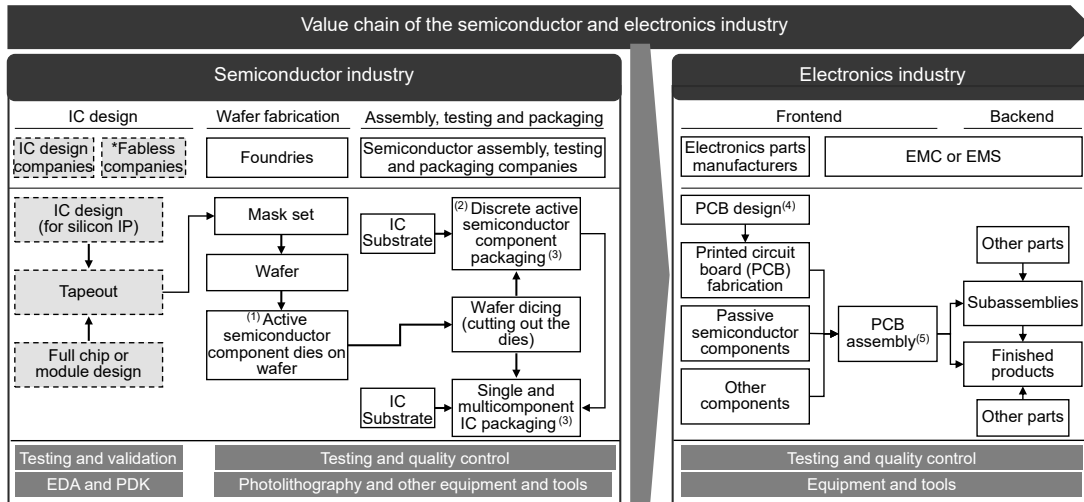 Value chain of the semiconductor and electronics industry
Semiconductor industry
IC design
Wafer fabrication
Assembly, testing and packaging
IC design
companies
*Fabless
companies
Foundries
Semiconductor assembly, testing
and packaging companies
IC design
(for silicon IP)
Tapeout
Full chip or
module design
Mask set
Wafer
(1) Active
semiconductor
component dies on
wafer
IC
Substrate
(2) Discrete active
semiconductor
component
packaging (3)
Wafer dicing
(cutting out the
dies)
IC
Substrate
Single and
multicomponent
IC packaging (3)
Testing and validation
EDA and PDK
Testing and quality control
Photolithography and other equipment and tools
Electronics industry
Frontend
Backend
Electronics parts
manufacturers
EMC or EMS
PCB design(4)
Printed circuit
board (PCB)
fabrication
Passive
semiconductor
components
Other
components
PCB
assembly(5)
Other parts
Subassemblies
Finished
products
Other parts
Testing and quality control
Equipment and tools